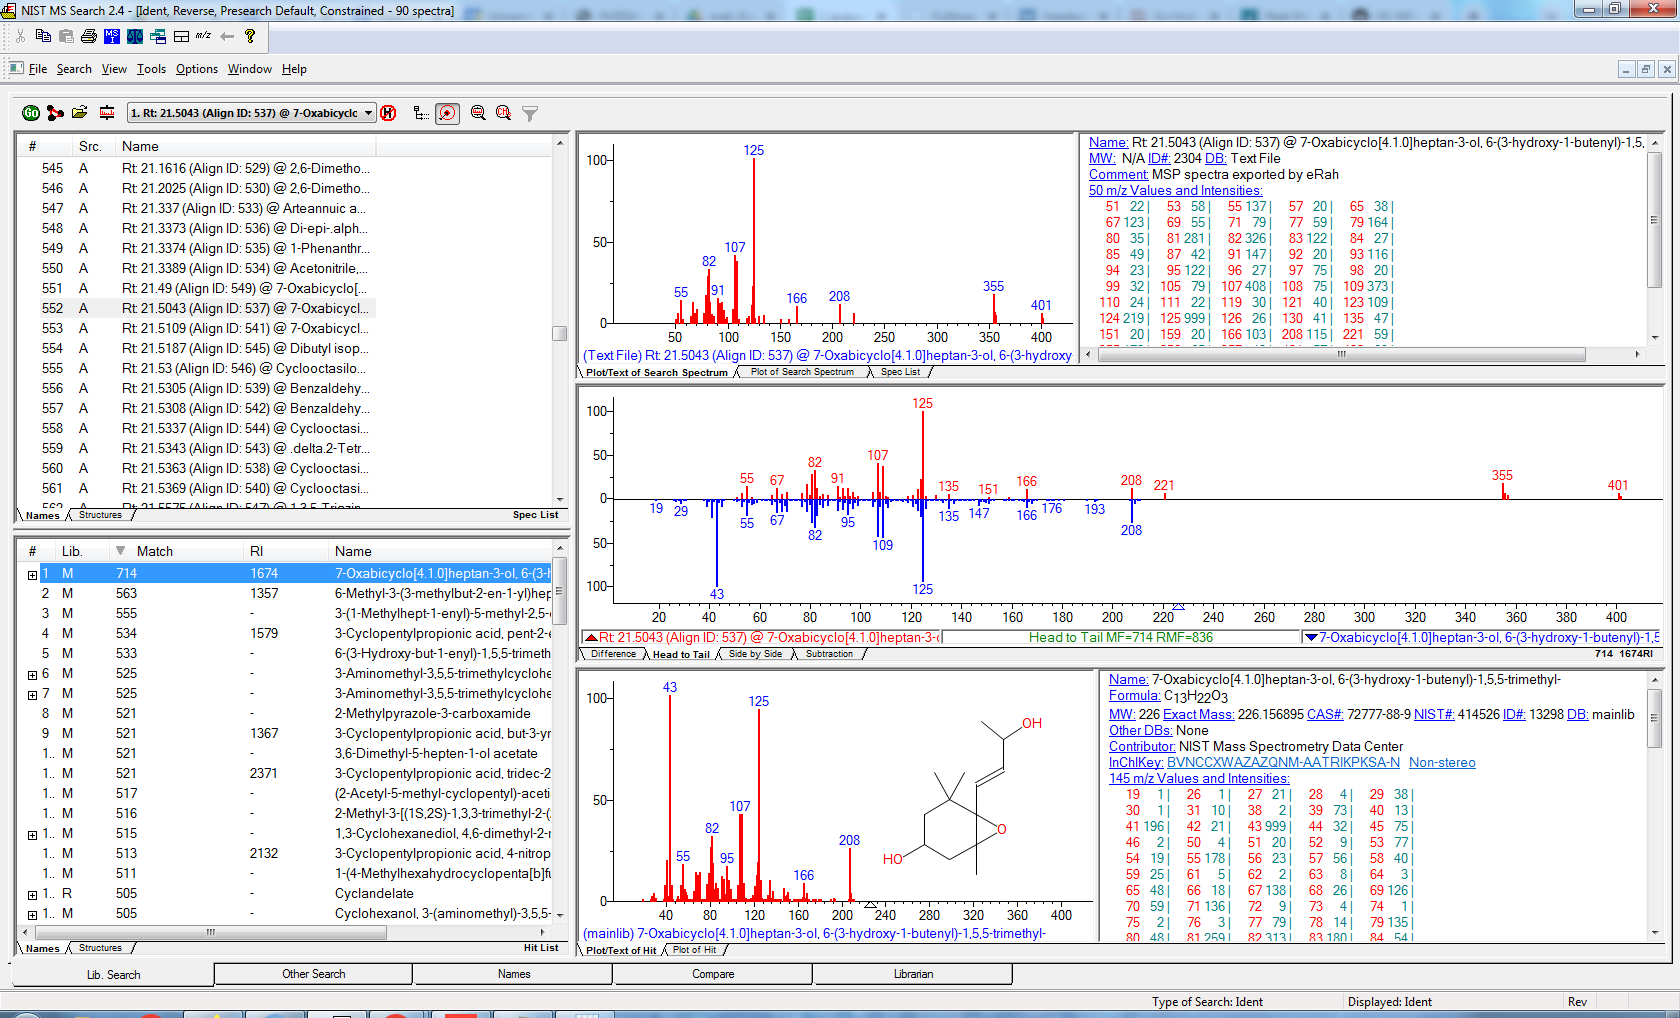 NIST MS Search 2.4 - [Ident, Reverse, Presearch Default, Constrained - 90 spectra]
File Search View Tools Options Window Help
1. Rt: 21.5043 (Align ID: 537) @ 7-Oxabicyclc
# Src. Name
545 A Rt: 21.1616 (Align ID: 529) @ 2,6-Dimetho...
546 A Rt: 21.2025 (Align ID: 530) @ 2,6-Dimetho...
547 A Rt: 21.337 (Align ID: 533) @ Arteannuic a...
548 A Rt: 21.3373 (Align ID: 536) @ Di-epi-.alph...
549 A Rt: 21.3374 (Align ID: 535) @ 1-Phenanthr...
550 A Rt: 21.3389 (Align ID: 534) @ Acetonitrile,...
551 A Rt: 21.49 (Align ID: 549) @ 7-Oxabicyclo[...
552 A Rt: 21.5043 (Align ID: 537) @ 7-Oxabicycl...
553 A Rt: 21.5109 (Align ID: 541) @ 7-Oxabicycl...
554 A Rt: 21.5187 (Align ID: 545) @ Dibutyl isop...
555 A Rt: 21.53 (Align ID: 546) @ Cyclooctasilo...
556 A Rt: 21.5305 (Align ID: 539) @ Benzaldehy...
557 A Rt: 21.5308 (Align ID: 542) @ Benzaldehy...
558 A Rt: 21.5337 (Align ID: 544) @ Cyclooctasi...
559 A Rt: 21.5343 (Align ID: 543) @ .delta.2-Tetr...
560 A Rt: 21.5363 (Align ID: 538) @ Cyclooctasi...
561 A Rt: 21.5369 (Align ID: 540) @ Cyclooctasi...
Names Structures Spec List
# Lib. Match RI Name
1 M 714 1674 7-Oxabicyclo[4.1.0]heptan-3-ol, 6-(3-h
2 M 563 1357 6-Methyl-3-(3-methylbut-2-en-1-yl)hep
3 M 555 - 3-(1-Methylhept-1-enyl)-5-methyl-2,5-
4 M 534 1579 3-Cyclopentylpropionic acid, pent-2-e
5 M 533 - 6-(3-Hydroxy-but-1-enyl)-1,5,5-trimeth
6 M 525 - 3-Aminomethyl-3,5,5-trimethylcyclohe
7 M 525 - 3-Aminomethyl-3,5,5-trimethylcyclohe
8 M 521 - 2-Methylpyrazole-3-carboxamide
9 M 521 1367 3-Cyclopentylpropionic acid, but-3-yr
1.. M 521 - 3,6-Dimethyl-5-hepten-1-ol acetate
1.. M 521 2371 3-Cyclopentylpropionic acid, tridec-2
1.. M 517 - (2-Acetyl-5-methyl-cyclopentyl)-aceti
1.. M 516 - 2-Methyl-3-[(1S,2S)-1,3,3-trimethyl-2-(
1.. M 515 - 1,3-Cyclohexanediol, 4,6-dimethyl-2-r
1.. M 513 2132 3-Cyclopentylpropionic acid, 4-nitrop
1.. M 511 - 1-(4-Methylhexahydrocyclopenta[b]fu
1.. R 505 - Cyclandelate
1.. M 505 - Cyclohexanol, 3-(aminomethyl)-3,5,5-
Names Structures Hit List
100 50 0
125 107 82 91 55 166 208 355 401
50 100 150 200 250 300 350 400
(Text File) Rt: 21.5043 (Align ID: 537) @ 7-Oxabicyclo[4.1.0]heptan-3-ol, 6-(3-hydroxy
Plot/Text of Search Spectrum Plot of Search Spectrum Spec List
Name: Rt: 21.5043 (Align ID: 537) @ 7-Oxabicyclo[4.1.0]heptan-3-ol, 6-(3-hydroxy-1-butenyl)-1,5,
MW: N/A ID#: 2304 DB: Text File
Comment: MSP spectra exported by eRah
50 m/z Values and Intensities:
51 22 | 53 58 | 55 137 | 57 20 | 65 38 |
67 123 | 69 55 | 71 79 | 77 59 | 79 164 |
80 35 | 81 281 | 82 326 | 83 122 | 84 27 |
85 49 | 87 42 | 91 147 | 92 20 | 93 116 |
94 23 | 95 122 | 96 27 | 97 75 | 98 20 |
99 32 | 105 79 | 107 408 | 108 75 | 109 373 |
110 24 | 111 22 | 119 30 | 121 40 | 123 109 |
124 219 | 125 999 | 126 26 | 130 41 | 135 47 |
151 20 | 159 20 | 166 103 | 208 115 | 221 59 |
100 50 0 50 100
125 107 82 55 67 91 135 151 166 208 221 355 401
19 29 43 55 67 82 95 109 125 135 147 166 176 193 208
20 40 60 80 100 120 140 160 180 200 220 240 260 280 300 320 340 360 380 400
Rt: 21.5043 (Align ID: 537) @ 7-Oxabicyclo[4.1.0]heptan-3-( Head to Tail MF=714 RMF=836 7-Oxabicyclo[4.1.0]heptan-3-ol, 6-(3-hydroxy-1-butenyl)-1,5
Difference Head to Tail Side by Side Subtraction 714 1674RI
100 50 0
43 125 107 82 55 95 166 208
OH O HO
40 80 120 160 200 240 280 320 360 400
(mainlib) 7-Oxabicyclo[4.1.0]heptan-3-ol, 6-(3-hydroxy-1-butenyl)-1,5,5-trimethyl-
Plot/Text of Hit Plot of Hit
Name: 7-Oxabicyclo[4.1.0]heptan-3-ol, 6-(3-hydroxy-1-butenyl)-1,5,5-trimethyl-
Formula: C13H22O3
MW: 226 Exact Mass: 226.156895 CAS#: 72777-88-9 NIST#: 414526 ID#: 13298 DB: mainlib
Other DBs: None
Contributor: NIST Mass Spectrometry Data Center
InChIKey: BVNCCXWAZAZQNM-AATRIKPKSA-N Non-stereo
145 m/z Values and Intensities:
19 1 | 26 1 | 27 21 | 28 4 | 29 38 |
30 1 | 31 10 | 38 2 | 39 73 | 40 13 |
41 196 | 42 21 | 43 999 | 44 32 | 45 75 |
46 2 | 50 4 | 51 20 | 52 9 | 53 77 |
54 19 | 55 178 | 56 23 | 57 56 | 58 40 |
59 25 | 61 5 | 62 2 | 63 8 | 64 3 |
65 48 | 66 18 | 67 138 | 68 26 | 69 126 |
70 59 | 71 136 | 72 9 | 73 4 | 74 1 |
75 2 | 76 3 | 77 79 | 78 14 | 79 135 |
80 48 | 81 259 | 82 313 | 83 180 | 84 54 |
Lib. Search Other Search Names Compare Librarian
Type of Search: Ident Displayed: Ident Rev